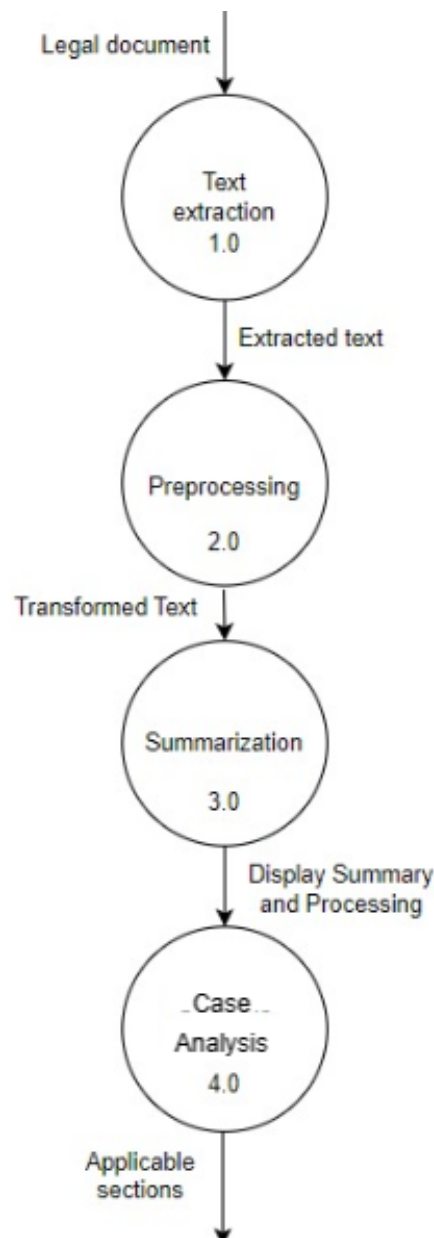 Legal document
Text
extraction
1.0
Extracted text
Preprocessing
2.0
Transformed Text
Summarization
3.0
Display Summary
and Processing
Case
Analysis
4.0
Applicable
sections